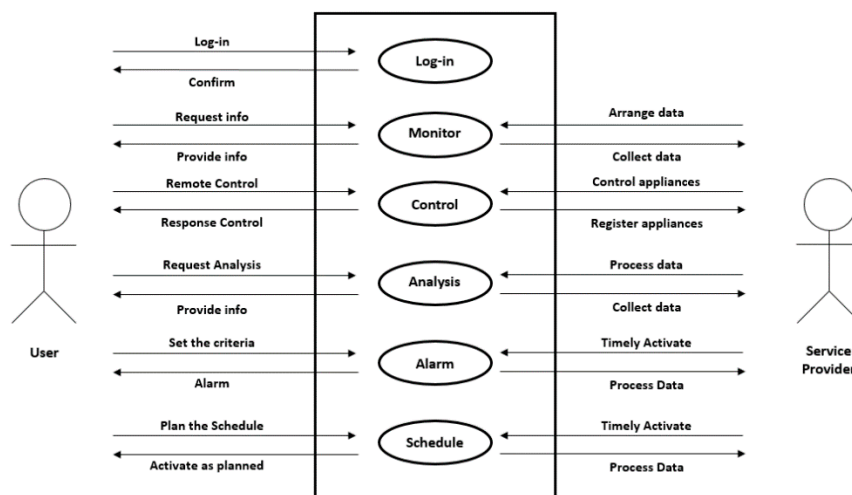 Log-in
Log-in
Confirm
Request info
Arrange data
Monitor
Provide info
Collect data
Remote Control
Control appliances
Control
Response Control
Register appliances
Request Analysis
Process data
Analysis
Provide info
Collect data
User
Set the criteria
Timely Activate
Service
Provider
Alarm
Alarm
Process Data
Plan the Schedule
Timely Activate
Schedule
Activate as planned
Process Data